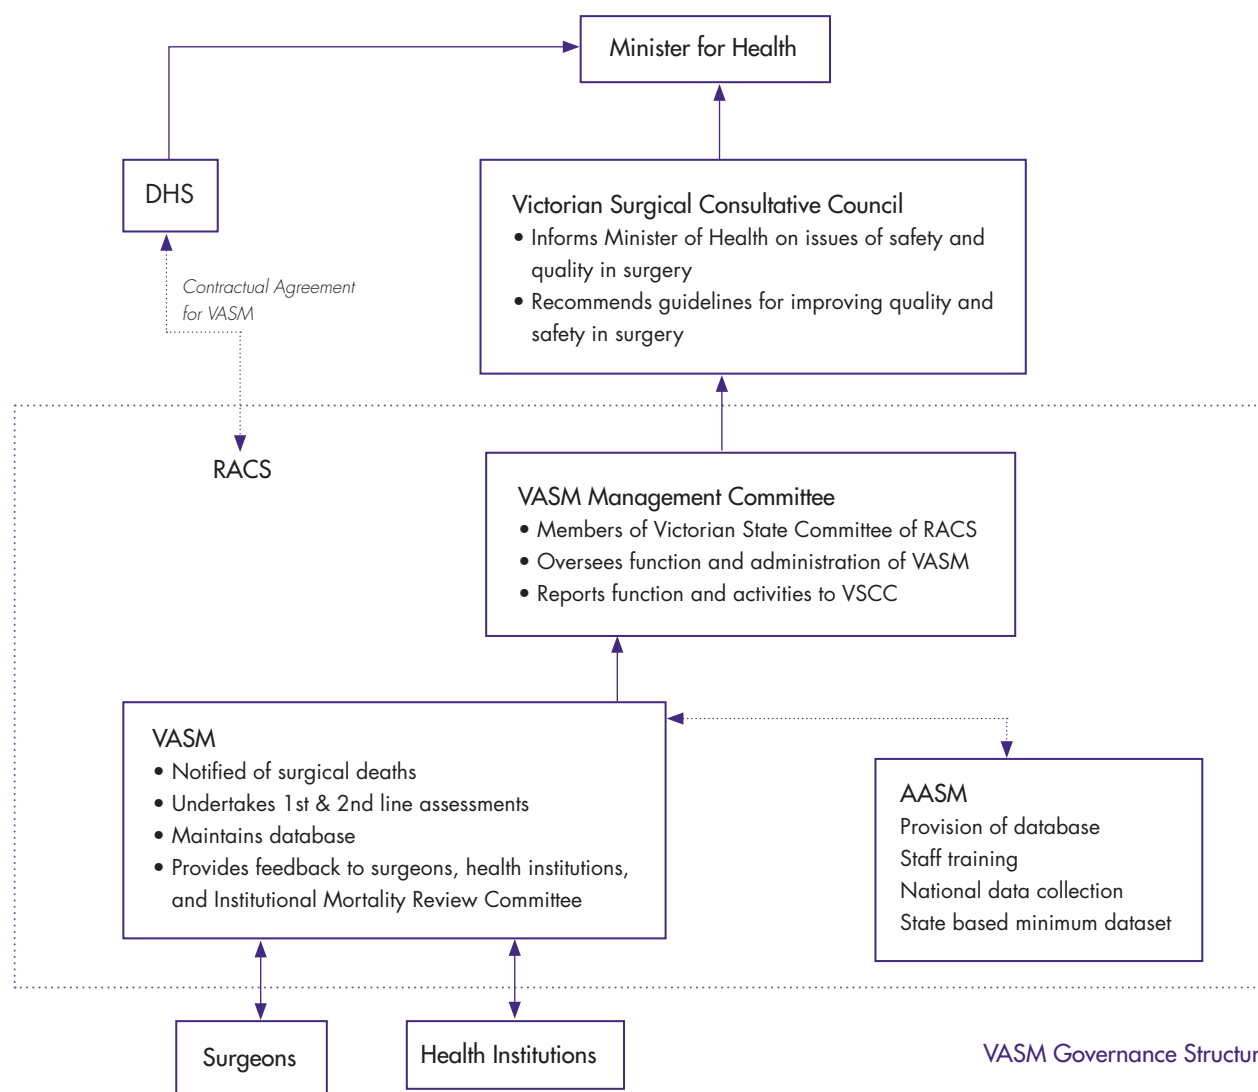 Minister for Health
DHS
Victorian Surgical Consultative Council
• Informs Minister of Health on issues of safety and
quality in surgery
• Recommends guidelines for improving quality and
safety in surgery
Contractual Agreement
for VASM
RACS
VASM Management Committee
• Members of Victorian State Committee of RACS
• Oversees function and administration of VASM
• Reports function and activities to VSCC
VASM
• Notified of surgical deaths
• Undertakes 1st & 2nd line assessments
• Maintains database
• Provides feedback to surgeons, health institutions,
and Institutional Mortality Review Committee
AASM
Provision of database
Staff training
National data collection
State based minimum dataset
Surgeons
Health Institutions
VASM Governance Structur